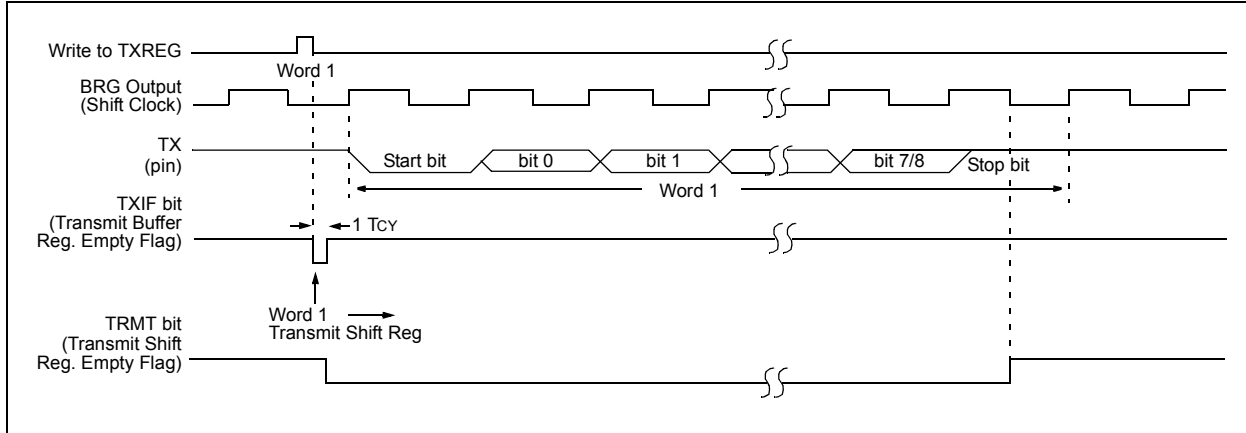 Write to TXREG
Word 1
BRG Output
(Shift Clock)
TX
(pin)
Start bit
bit 0
bit 1
bit 7/8
Stop bit
Word 1
TXIF bit
(Transmit Buffer
Reg. Empty Flag)
1 TCY
Word 1
Transmit Shift Reg
TRMT bit
(Transmit Shift
Reg. Empty Flag)